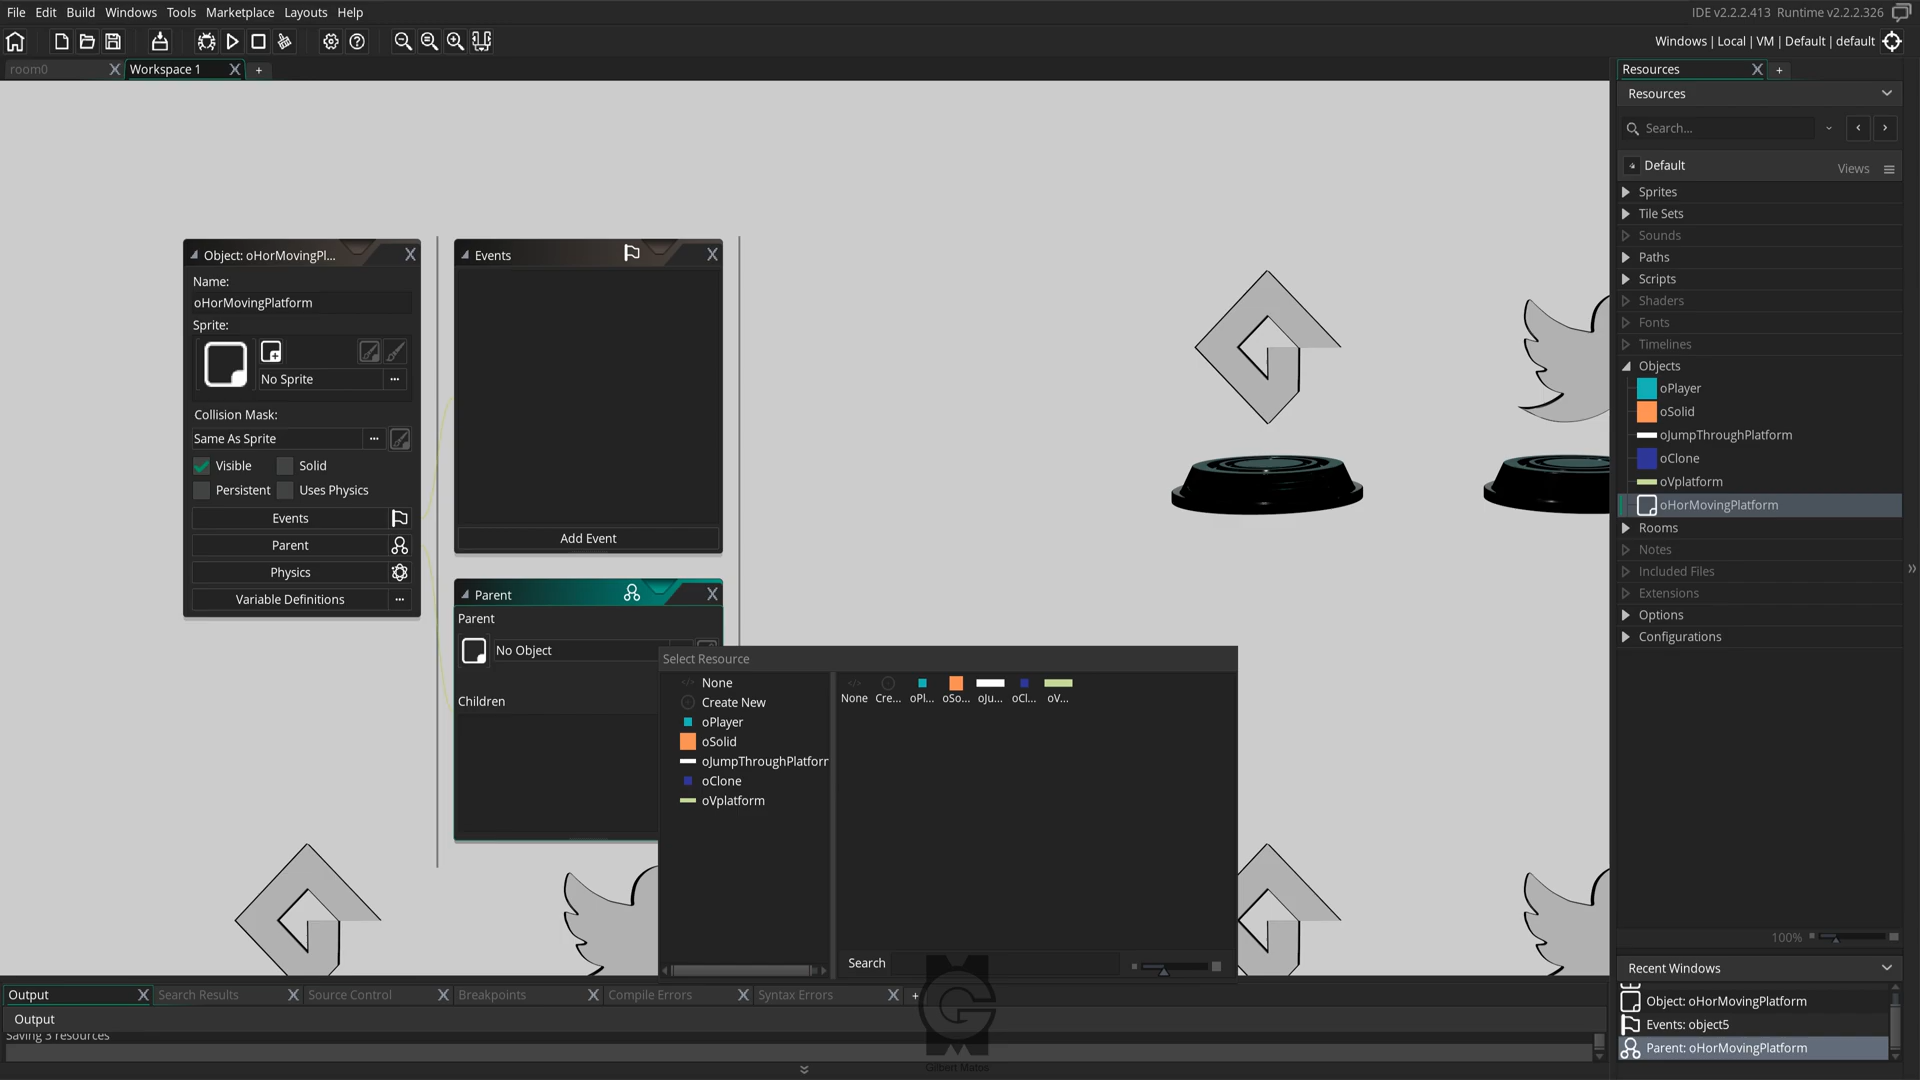 File Edit Build Windows Tools Marketplace Layouts Help
IDE v2.2.2.413 Runtime v2.2.2.326
Windows | Local | VM | Default | default
room0
Workspace 1
Resources
Resources
Search...
Default
Views
Sprites
Tile Sets
Sounds
Paths
Scripts
Shaders
Fonts
Timelines
Objects
oPlayer
oSolid
oJumpThroughPlatform
oClone
oVplatform
oHorMovingPlatform
Rooms
Notes
Included Files
Extensions
Options
Configurations
100%
Recent Windows
Object: oHorMovingPlatform
Events: object5
Parent: oHorMovingPlatform
Object: oHorMovingPl...
Name:
oHorMovingPlatform
Sprite:
No Sprite
Collision Mask:
Same As Sprite
Visible Solid
Persistent Uses Physics
Events
Parent
Physics
Variable Definitions
Events
Add Event
Parent
Parent
No Object
Children
Select Resource
None
Create New
oPlayer
oSolid
oJumpThroughPlatforr
oClone
oVplatform
None Cre... oPl... oSo... oJu... oCl... oV...
Search
Output Search Results Source Control Breakpoints Compile Errors Syntax Errors
Output
Saving 3 resources
Gilbert Matos